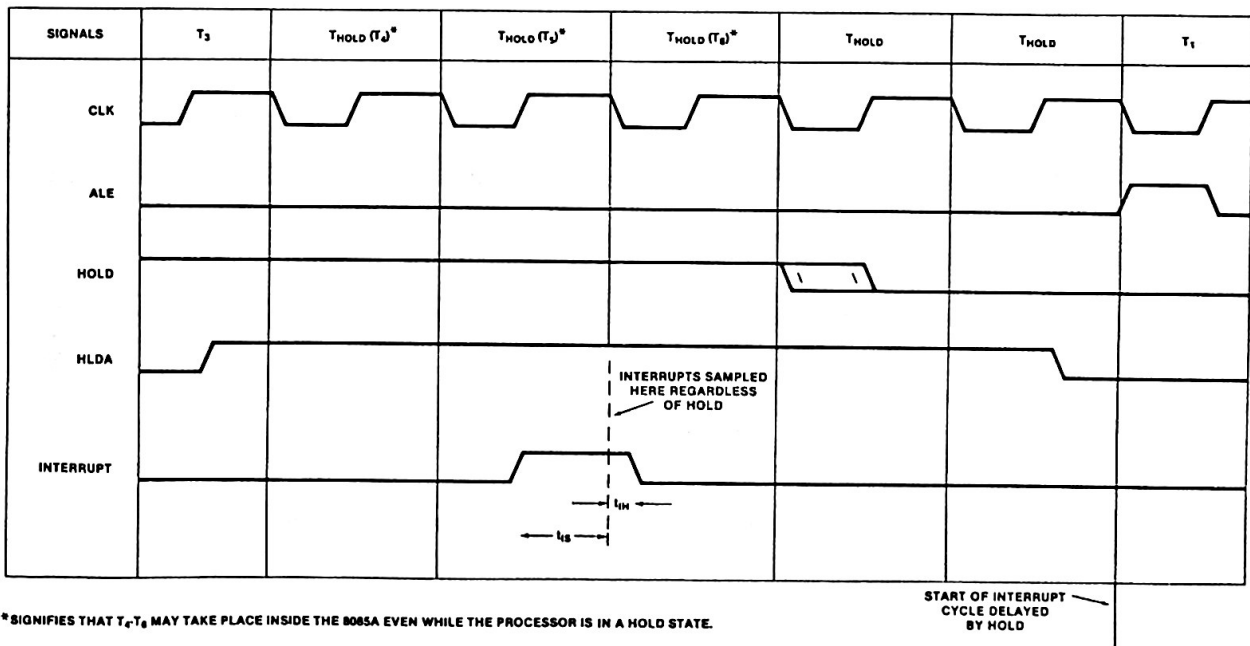 SIGNALS T3 THOLD (T4)* THOLD (T5)* THOLD (T6)* THOLD THOLD T1
CLK
ALE
HOLD
HLDA
INTERRUPTS SAMPLED
HERE REGARDLESS
OF HOLD
INTERRUPT
tIH
tIS
START OF INTERRUPT
CYCLE DELAYED
BY HOLD
*SIGNIFIES THAT T4-T6 MAY TAKE PLACE INSIDE THE 8085A EVEN WHILE THE PROCESSOR IS IN A HOLD STATE.